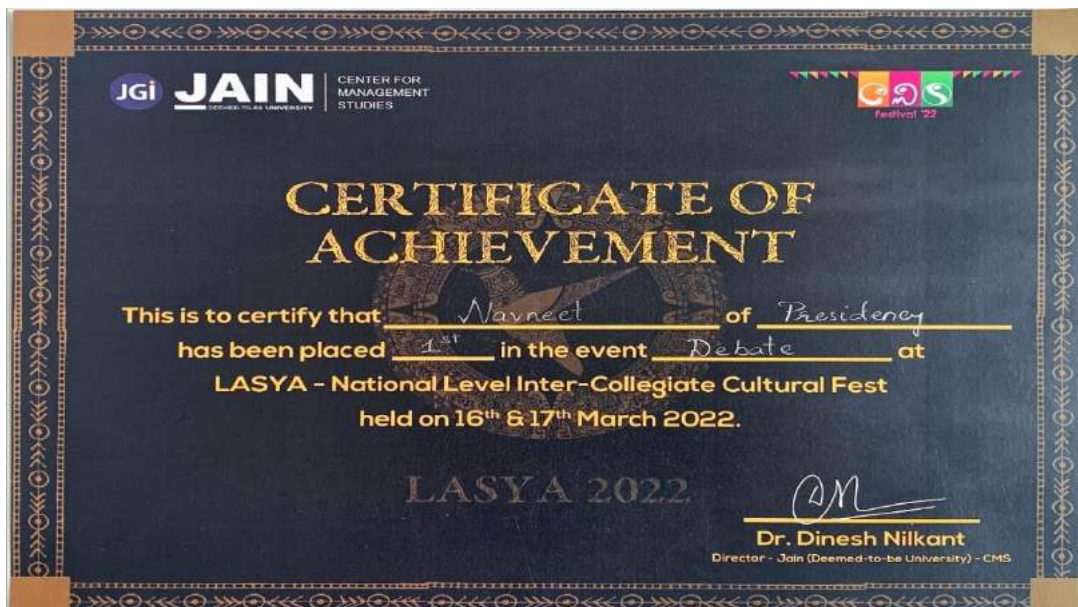 JGi JAIN
DEEMED-TO-BE UNIVERSITY
CENTER FOR
MANAGEMENT
STUDIES
Festival '22
CERTIFICATE OF
ACHIEVEMENT
This is to certify that Navneet of Presidency
has been placed 1st in the event Debate at
LASYA - National Level Inter-Collegiate Cultural Fest
held on 16th & 17th March 2022.
LASYA 2022
Dr. Dinesh Nilkant
Director - Jain (Deemed-to-be University) - CMS